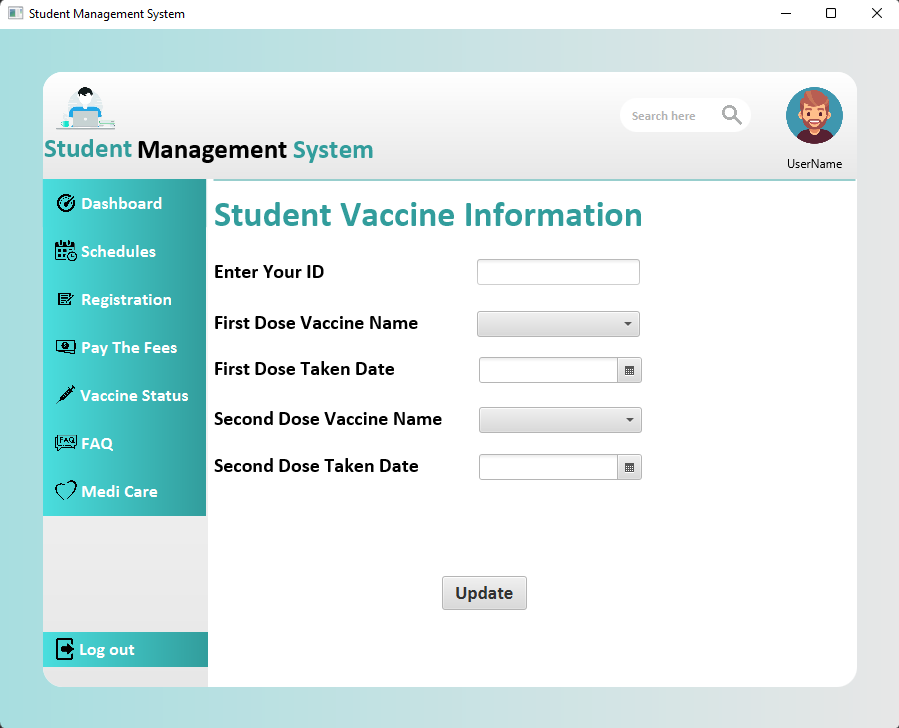 Student Management System
Student Management System
Search here
UserName
Dashboard
Schedules
Registration
Pay The Fees
Vaccine Status
FAQ
FAQ
Medi Care
Log out
Student Vaccine Information
Enter Your ID
First Dose Vaccine Name
First Dose Taken Date
Second Dose Vaccine Name
Second Dose Taken Date
Update